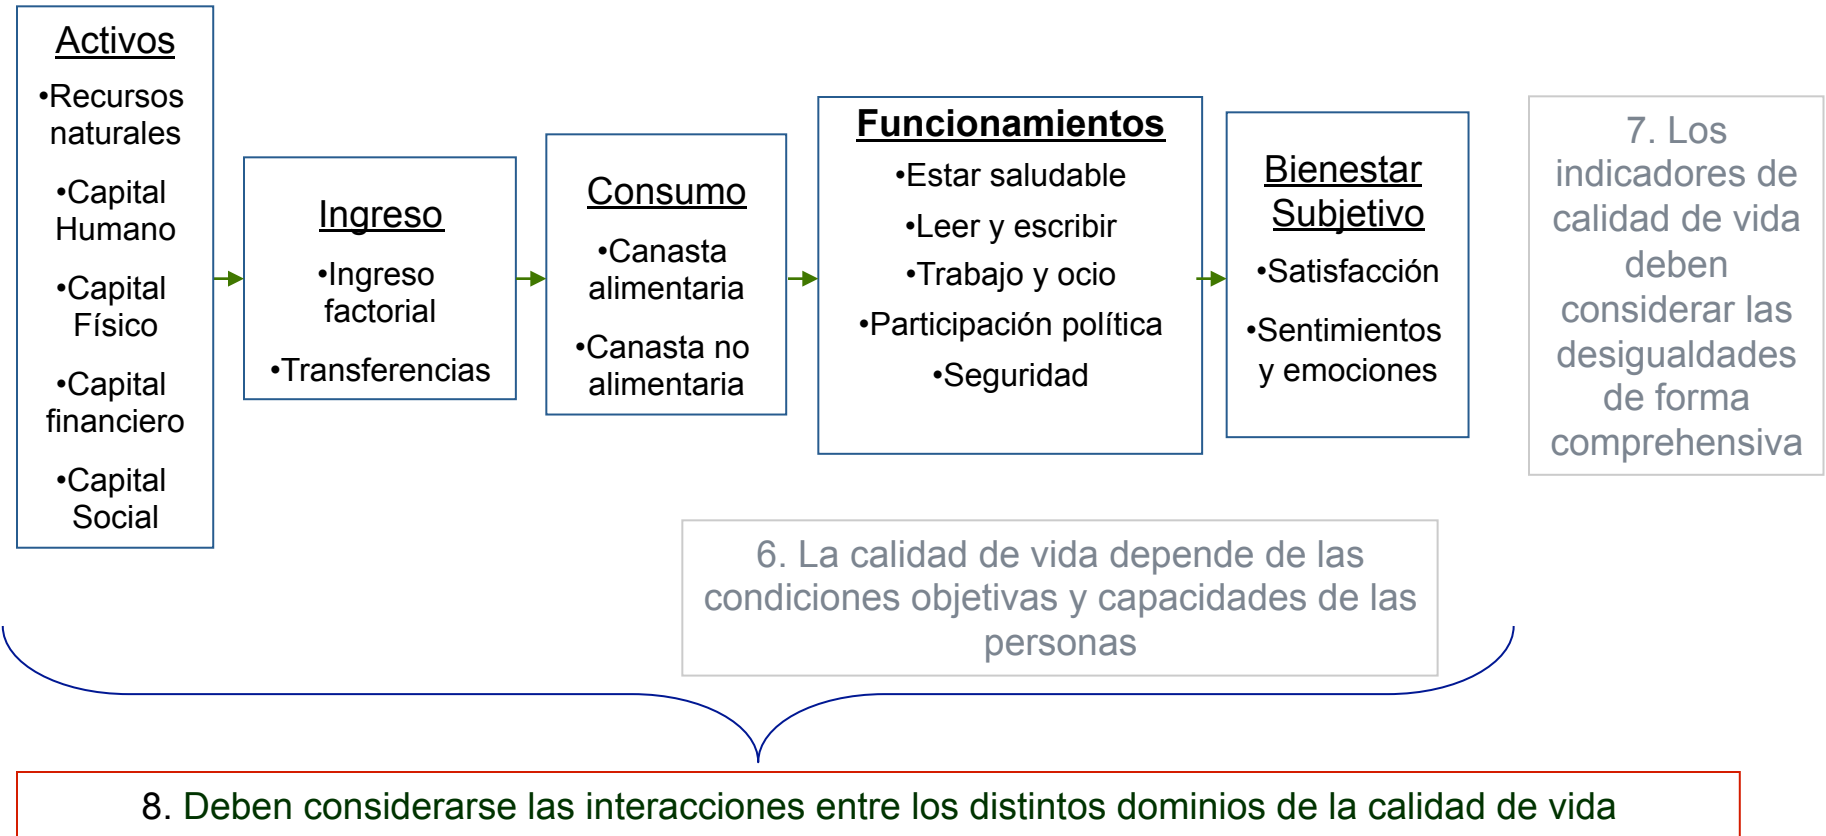 Activos
•Recursos
naturales
•Capital
Humano
•Capital
Físico
•Capital
financiero
•Capital
Social
Ingreso
•Ingreso
factorial
•Transferencias
Consumo
•Canasta
alimentaria
•Canasta no
alimentaria
Funcionamientos
•Estar saludable
•Leer y escribir
•Trabajo y ocio
•Participación política
•Seguridad
Bienestar
Subjetivo
•Satisfacción
•Sentimientos
y emociones
7. Los
indicadores de
calidad de vida
deben
considerar las
desigualdades
de forma
comprehensiva
6. La calidad de vida depende de las
condiciones objetivas y capacidades de las
personas
8. Deben considerarse las interacciones entre los distintos dominios de la calidad de vida